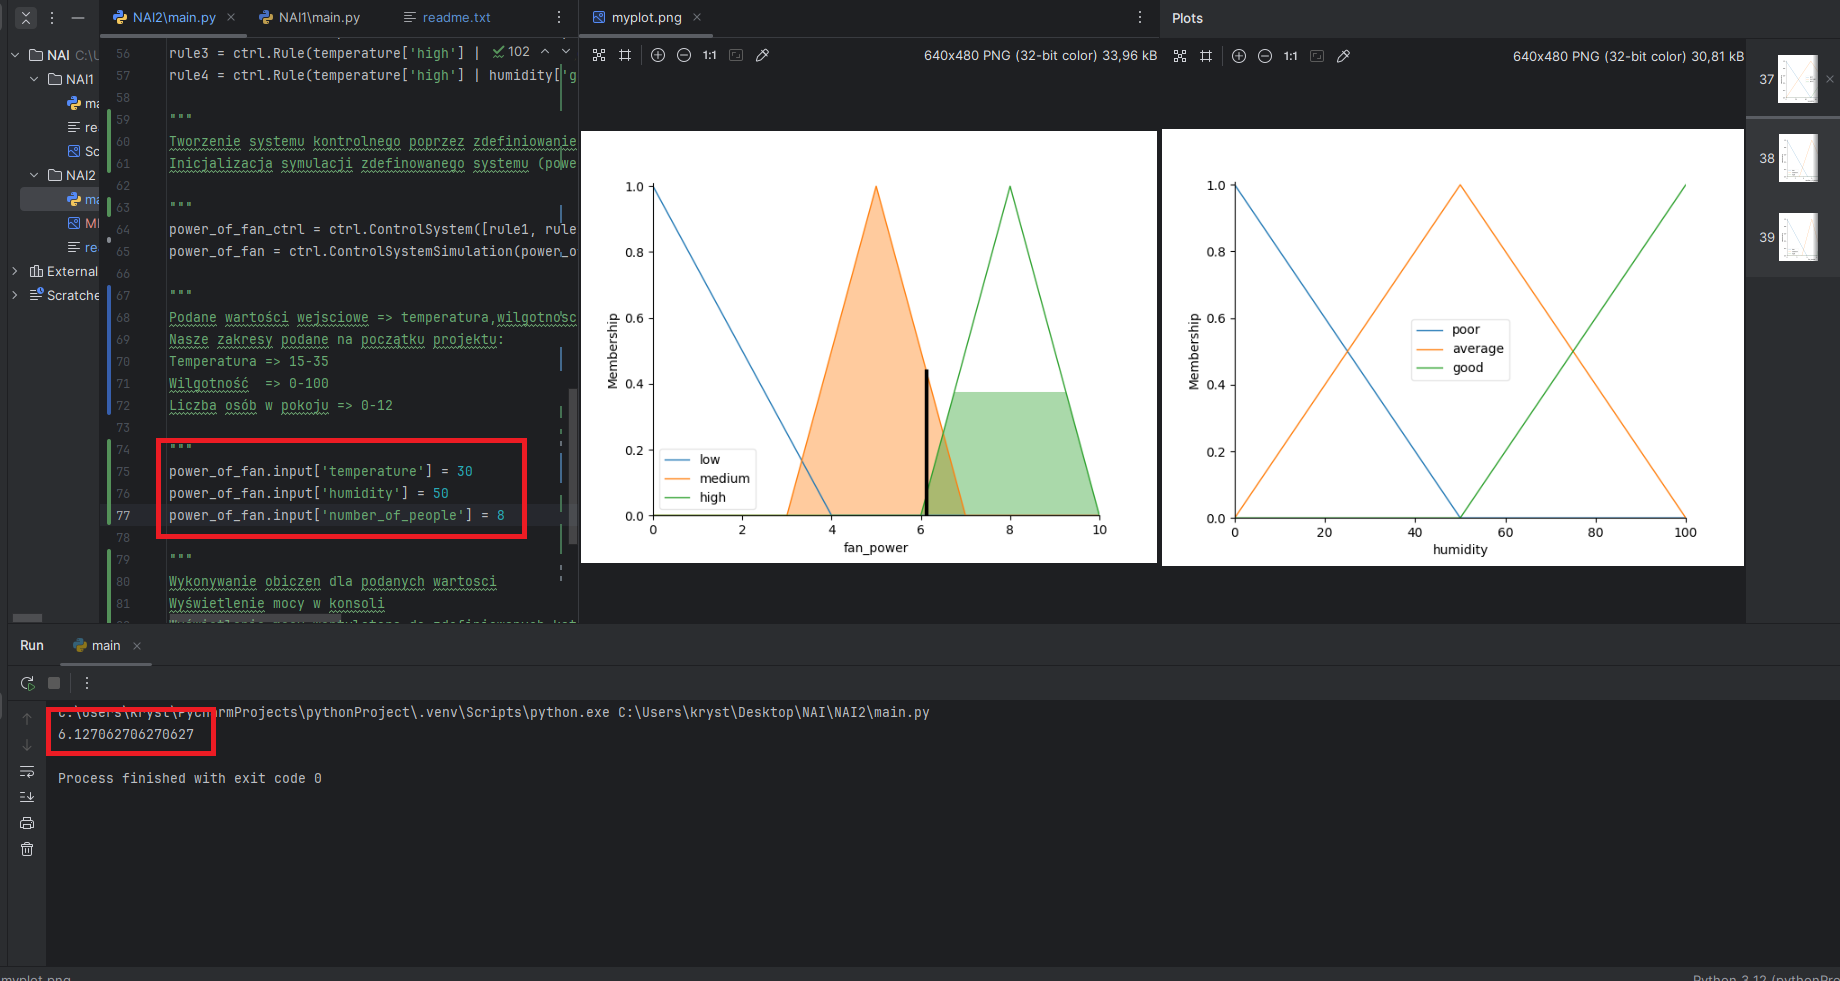 NAI2\main.py
NAI1\main.py
readme.txt
myplot.png
Plots
NAI C:\U
NAI1
ma
re
Sc
NAI2
ma
re
External
Scratche
102
56 rule3 = ctrl.Rule(temperature['high'] |
57 rule4 = ctrl.Rule(temperature['high'] | humidity['g
58
59 """
60 Tworzenie systemu kontrolnego poprzez zdefiniowanie
61 Inicjalizacja symulacji zdefinowanego systemu (powe
62
63 """
64 power_of_fan_ctrl = ctrl.ControlSystem([rule1, rule
65 power_of_fan = ctrl.ControlSystemSimulation(power_o
66
67 """
68 Podane wartości wejsciowe => temperatura,wilgotnosc
69 Nasze zakresy podane na początku projektu:
70 Temperatura => 15-35
71 Wilgotność  => 0-100
72 Liczba osób w pokoju => 0-12
73
74 """
75 power_of_fan.input['temperature'] = 30
76 power_of_fan.input['humidity'] = 50
77 power_of_fan.input['number_of_people'] = 8
78
79 """
80 Wykonywanie obiczen dla podanych wartosci
81 Wyświetlenie mocy w konsoli
1:1
640x480 PNG (32-bit color) 33,96 kB
1.0
0.8
0.6
0.4
0.2
0.0
Membership
low
medium
high
0 2 4 6 8 10
fan_power
1:1
640x480 PNG (32-bit color) 30,81 kB
1.0
0.8
0.6
0.4
0.2
0.0
Membership
poor
average
good
0 20 40 60 80 100
humidity
37
38
39
Run
main
C:\Users\kryst\PycharmProjects\pythonProject\.venv\Scripts\python.exe C:\Users\kryst\Desktop\NAI\NAI2\main.py
6.127062706270627
Process finished with exit code 0
myplot.png
Python 3.12 (pythonPro